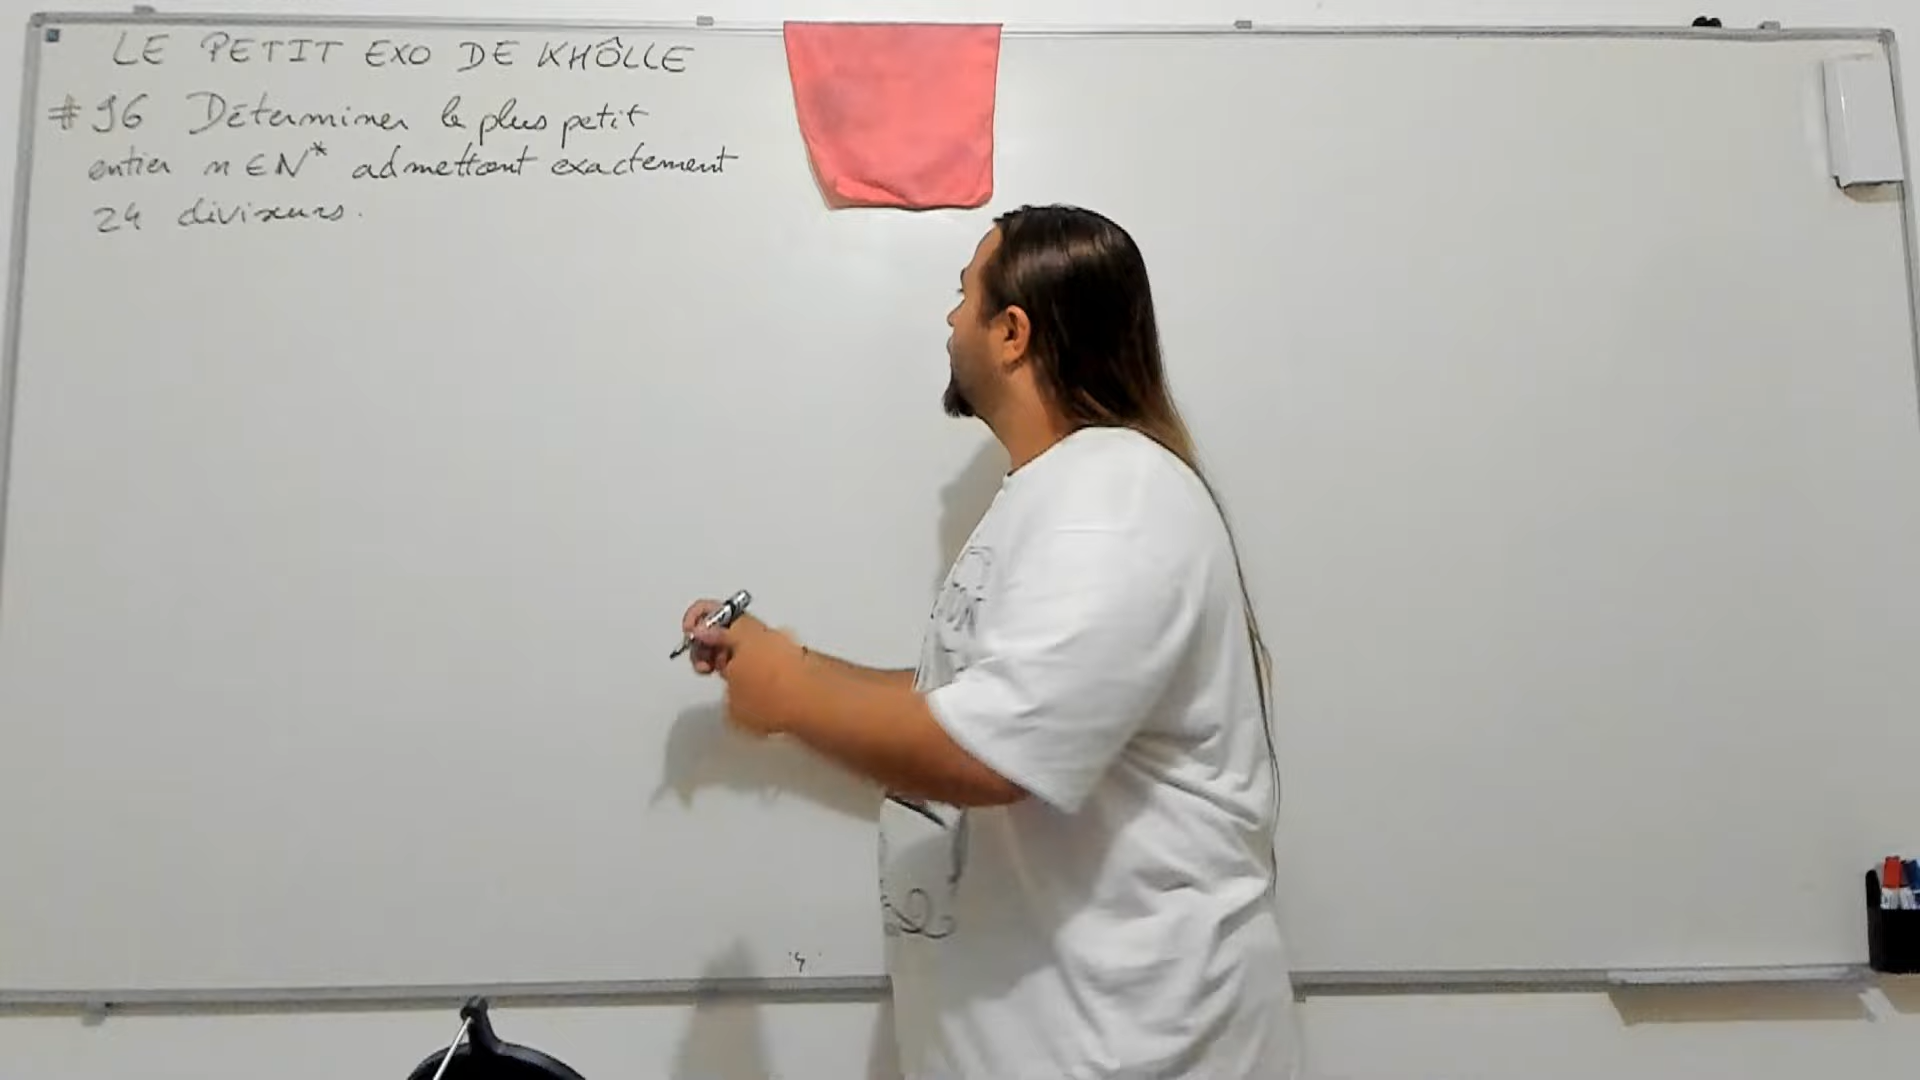 LE PETIT EXO DE KHÔLLE
#96 Déterminer le plus petit
entier n ∈ N* admettant exactement
24 diviseurs.